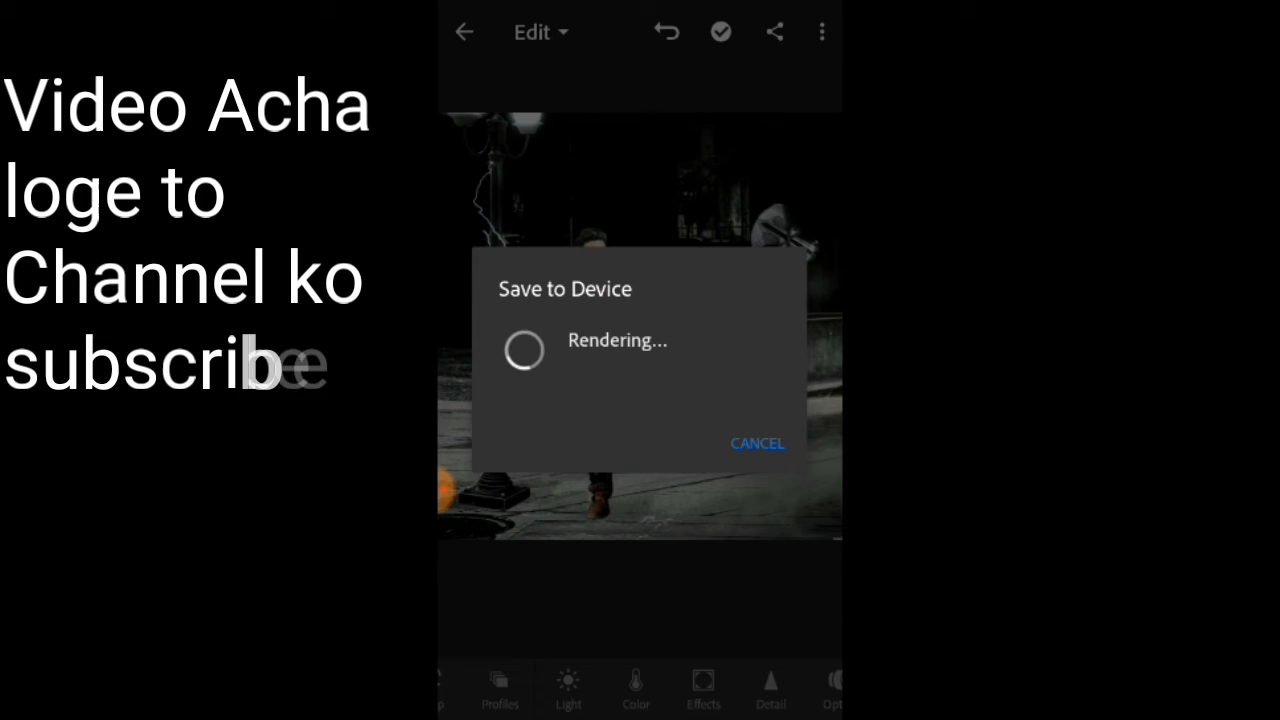 Video Acha
loge to
Channel ko
subscribe
Edit
Save to Device
Rendering...
CANCEL
Profiles
Light
Color
Effects
Detail